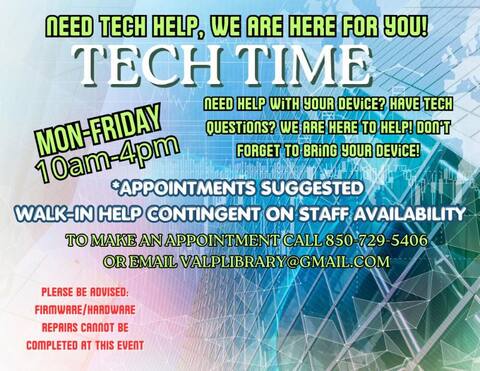 NEED TECH HELP, WE ARE HERE FOR YOU!
TECH TIME
MON-FRIDAY
10am-4pm
NEED HELP WITH YOUR DEVICE? HAVE TECH
QUESTIONS? WE ARE HERE TO HELP! DON'T
FORGET TO BRING YOUR DEVICE!
*APPOINTMENTS SUGGESTED
WALK-IN HELP CONTINGENT ON STAFF AVAILABILITY
TO MAKE AN APPOINTMENT CALL 850-729-5406
OR EMAIL VALPLIBRARY@GMAIL.COM
PLEASE BE ADVISED:
FIRMWARE/HARDWARE
REPAIRS CANNOT BE
COMPLETED AT THIS EVENT